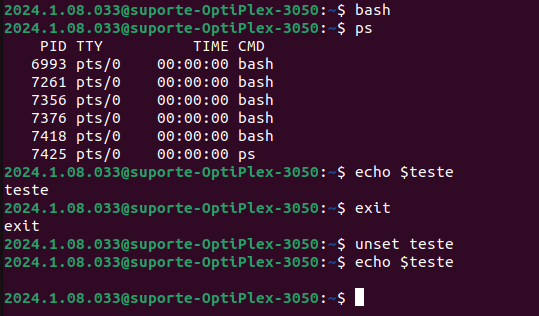 2024.1.08.033@suporte-OptiPlex-3050:~$ bash
2024.1.08.033@suporte-OptiPlex-3050:~$ ps
    PID TTY          TIME CMD
   6993 pts/0    00:00:00 bash
   7261 pts/0    00:00:00 bash
   7356 pts/0    00:00:00 bash
   7376 pts/0    00:00:00 bash
   7418 pts/0    00:00:00 bash
   7425 pts/0    00:00:00 ps
2024.1.08.033@suporte-OptiPlex-3050:~$ echo $teste
teste
2024.1.08.033@suporte-OptiPlex-3050:~$ exit
exit
2024.1.08.033@suporte-OptiPlex-3050:~$ unset teste
2024.1.08.033@suporte-OptiPlex-3050:~$ echo $teste

2024.1.08.033@suporte-OptiPlex-3050:~$